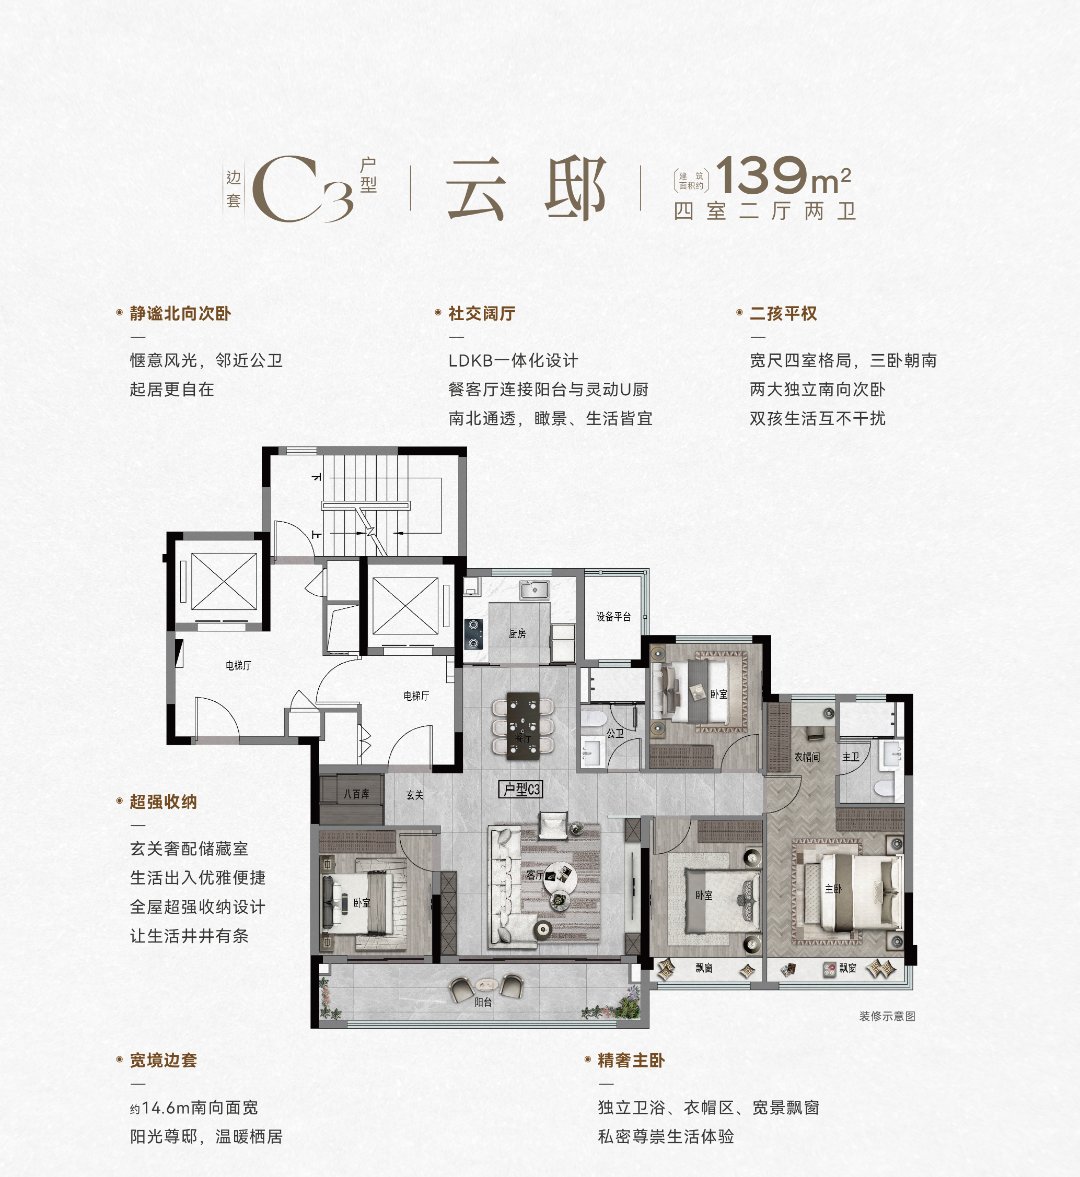 边套
C3
户型
云邸
建筑面积约
139m²
四室二厅两卫
静谧北向次卧
惬意风光，邻近公卫
起居更自在
社交阔厅
LDKB一体化设计
餐客厅连接阳台与灵动U厨
南北通透，瞰景、生活皆宜
二孩平权
宽尺四室格局，三卧朝南
两大独立南向次卧
双孩生活互不干扰
下
上
设备平台
厨房
电梯厅
电梯厅
卧室
公卫
餐厅
衣帽间
主卫
户型C3
八百库
玄关
客厅
卧室
卧室
主卧
飘窗
飘窗
阳台
装修示意图
超强收纳
玄关奢配储藏室
生活出入优雅便捷
全屋超强收纳设计
让生活井井有条
宽境边套
约14.6m南向面宽
阳光尊邸，温暖栖居
精奢主卧
独立卫浴、衣帽区、宽景飘窗
私密尊崇生活体验